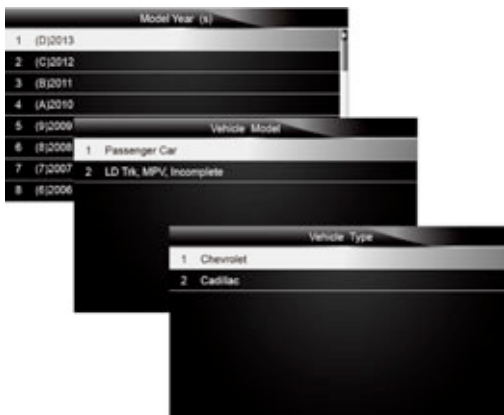 Model Year (s)
1 (D)2013
2 (C)2012
3 (B)2011
4 (A)2010
5 (9)2009
6 (8)2008
7 (7)2007
8 (6)2006
Vehicle Model
1 Passenger Car
2 LD Trk, MPV, Incomplete
Vehicle Type
1 Chevrolet
2 Cadillac